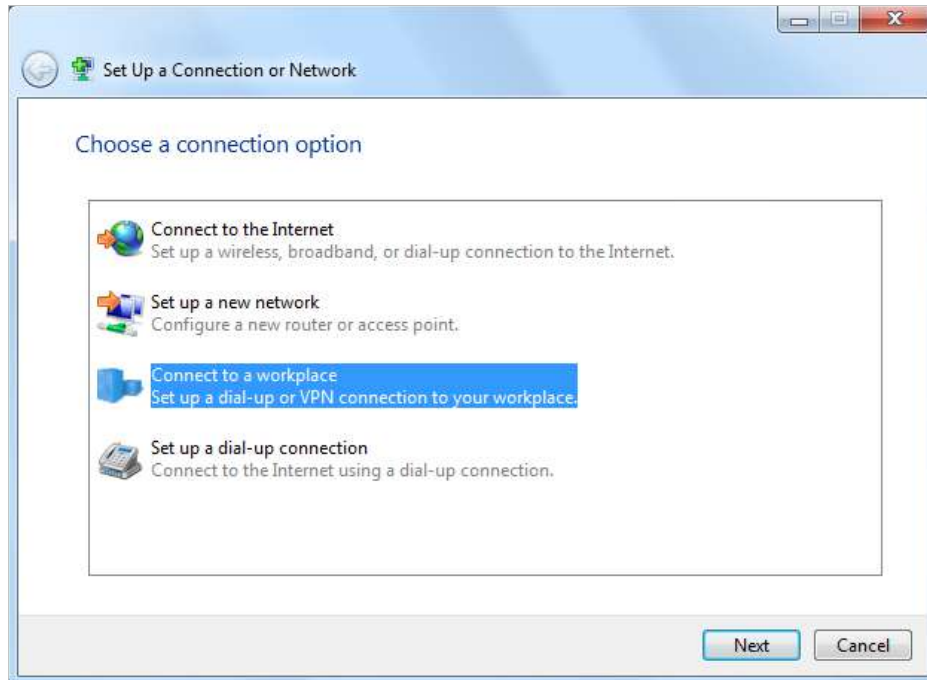 Set Up a Connection or Network
Choose a connection option
Connect to the Internet
Set up a wireless, broadband, or dial-up connection to the Internet.
Set up a new network
Configure a new router or access point.
Connect to a workplace
Set up a dial-up or VPN connection to your workplace.
Set up a dial-up connection
Connect to the Internet using a dial-up connection.
Next Cancel